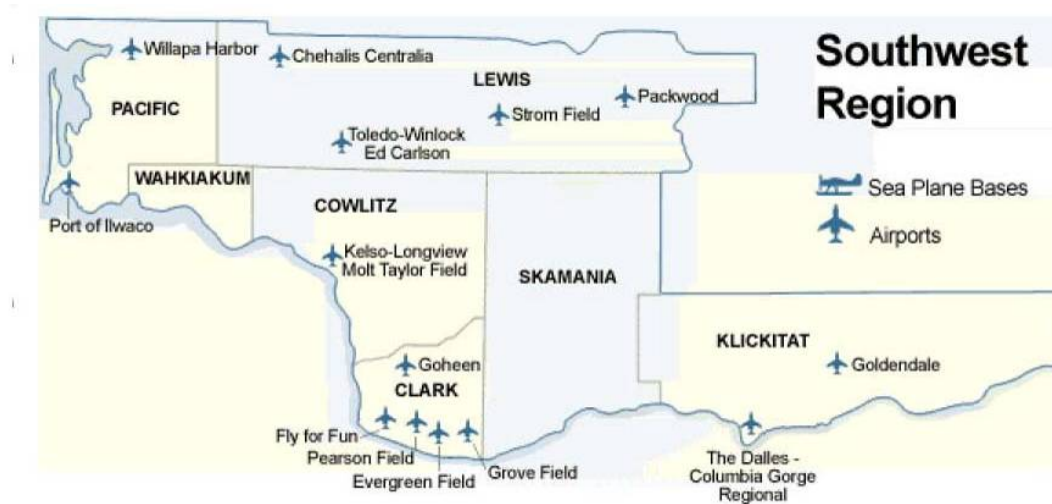 Southwest
Region
Willapa Harbor
Chehalis Centralia
LEWIS
PACIFIC
Packwood
Strom Field
Toledo-Winlock
Ed Carlson
WAHKIAKUM
Sea Plane Bases
Airports
COWLITZ
Port of Ilwaco
Kelso-Longview
Molt Taylor Field
SKAMANIA
KLICKITAT
Goheen
Goldendale
CLARK
Fly for Fun
Pearson Field
Evergreen Field
Grove Field
The Dalles -
Columbia Gorge
Regional